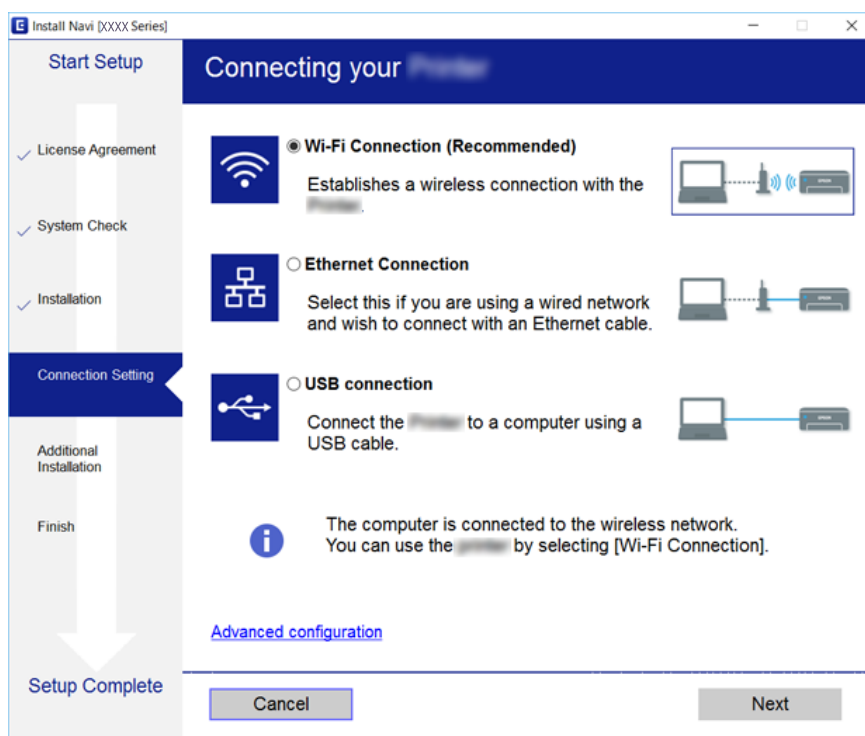 Install Navi [XXXX Series]
Start Setup
License Agreement
System Check
Installation
Connection Setting
Additional
Installation
Finish
Setup Complete
Connecting your
Wi-Fi Connection (Recommended)
Establishes a wireless connection with the
.
Ethernet Connection
Select this if you are using a wired network
and wish to connect with an Ethernet cable.
USB connection
Connect the to a computer using a
USB cable.
The computer is connected to the wireless network.
You can use the by selecting [Wi-Fi Connection].
Advanced configuration
Cancel
Next